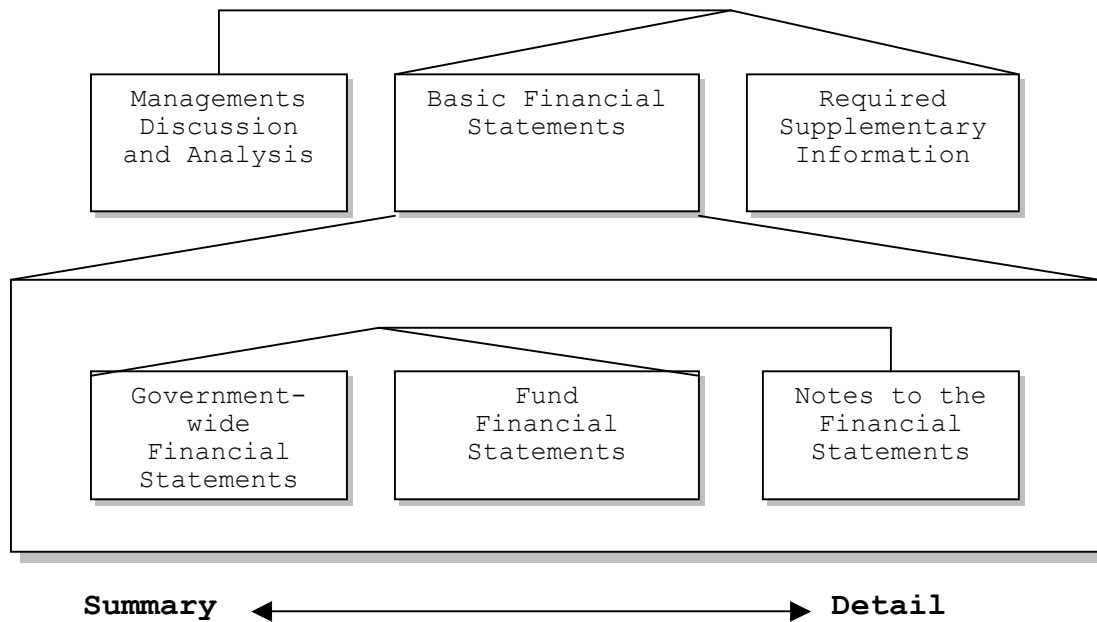 Managements
Discussion
and Analysis
Basic Financial
Statements
Required
Supplementary
Information
Government-
wide
Financial
Statements
Fund
Financial
Statements
Notes to the
Financial
Statements
Summary
Detail